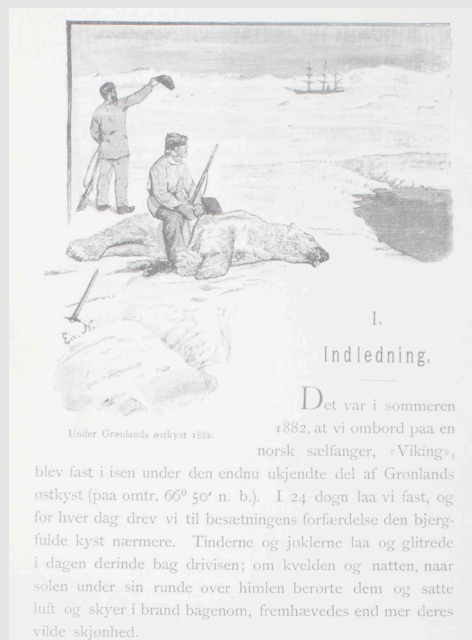 Under Grønlands østkyst 1882.
I.
Indledning.
Det var i sommeren
1882, at vi ombord paa en
norsk sælfanger, «Viking»,
blev fast i isen under den endnu ukjendte del af Grønlands
østkyst (paa omtr. 66⁰ 50′ n. b.). I 24 døgn laa vi fast, og
for hver dag drev vi til besætningens forfærdelse den bjerg-
fulde kyst nærmere. Tinderne og jøklerne laa og glitrede
i dagen derinde bag drivisen; om kvelden og natten, naar
solen under sin runde over himlen berørte dem og satte
luft og skyer i brand bagenom, fremhævedes end mer deres
vilde skjønhed.